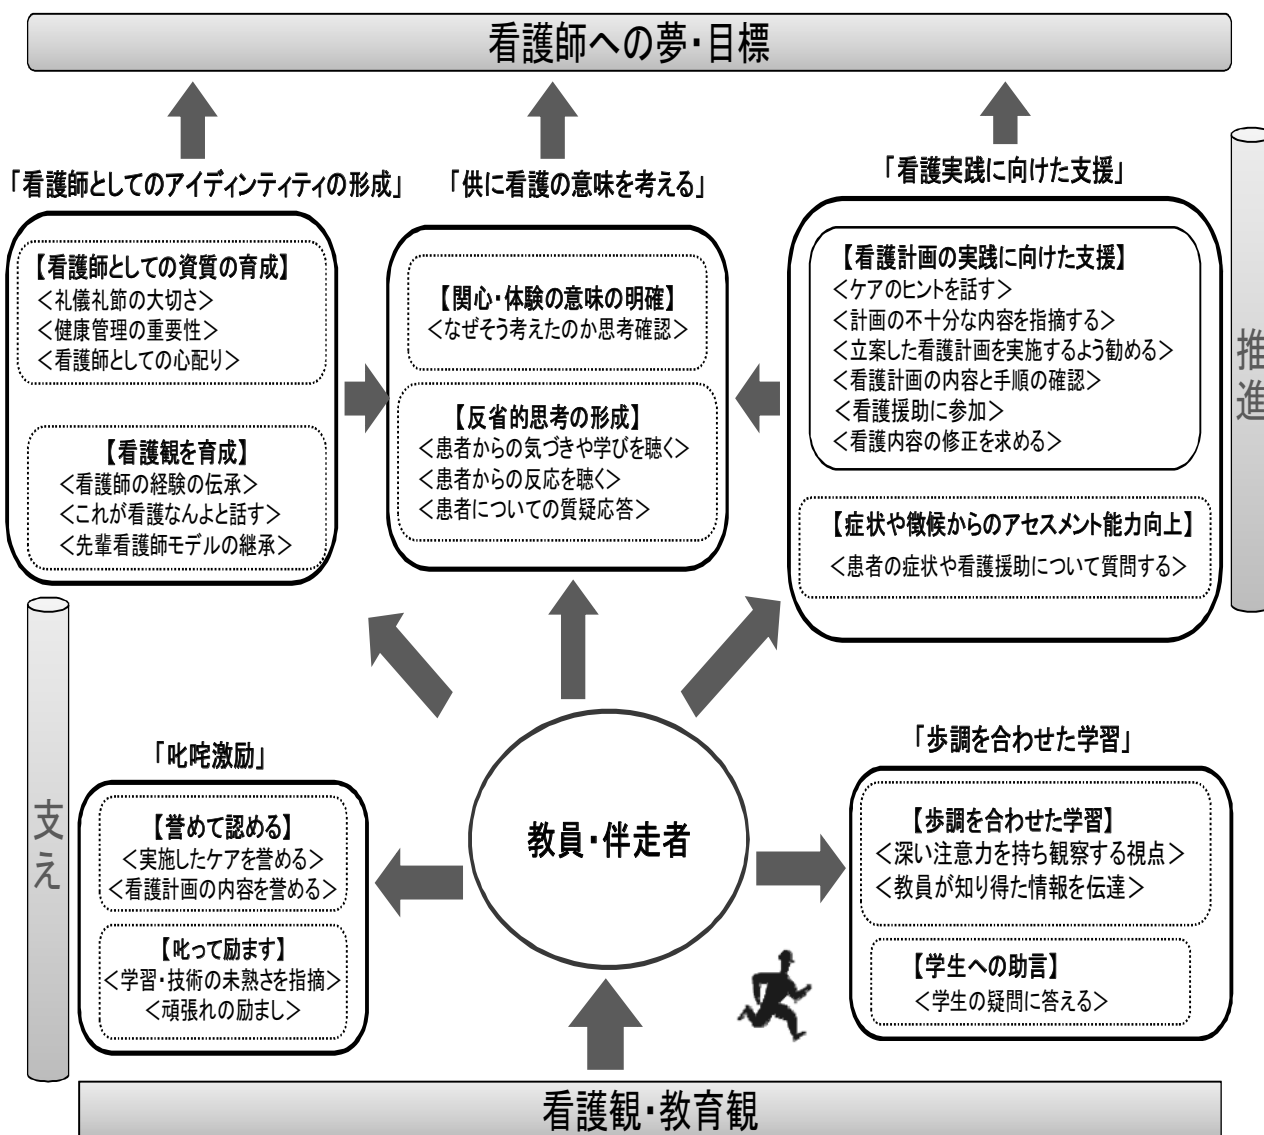 看護師への夢・目標
「看護師としてのアイディンティティの形成」
【看護師としての資質の育成】
＜礼儀礼節の大切さ＞
＜健康管理の重要性＞
＜看護師としての心配り＞
【看護観を育成】
＜看護師の経験の伝承＞
＜これが看護なんよと話す＞
＜先輩看護師モデルの継承＞
「供に看護の意味を考える」
【関心・体験の意味の明確】
＜なぜそう考えたのか思考確認＞
【反省的思考の形成】
＜患者からの気づきや学びを聴く＞
＜患者からの反応を聴く＞
＜患者についての質疑応答＞
「看護実践に向けた支援」
【看護計画の実践に向けた支援】
＜ケアのヒントを話す＞
＜計画の不十分な内容を指摘する＞
＜立案した看護計画を実施するよう勧める＞
＜看護計画の内容と手順の確認＞
＜看護援助に参加＞
＜看護内容の修正を求める＞
【症状や徴候からのアセスメント能力向上】
＜患者の症状や看護援助について質問する＞
推進
支え
「叱咤激励」
【誉めて認める】
＜実施したケアを誉める＞
＜看護計画の内容を誉める＞
【叱って励ます】
＜学習・技術の未熟さを指摘＞
＜頑張れの励まし＞
教員・伴走者
「歩調を合わせた学習」
【歩調を合わせた学習】
＜深い注意力を持ち観察する視点＞
＜教員が知り得た情報を伝達＞
【学生への助言】
＜学生の疑問に答える＞
看護観・教育観